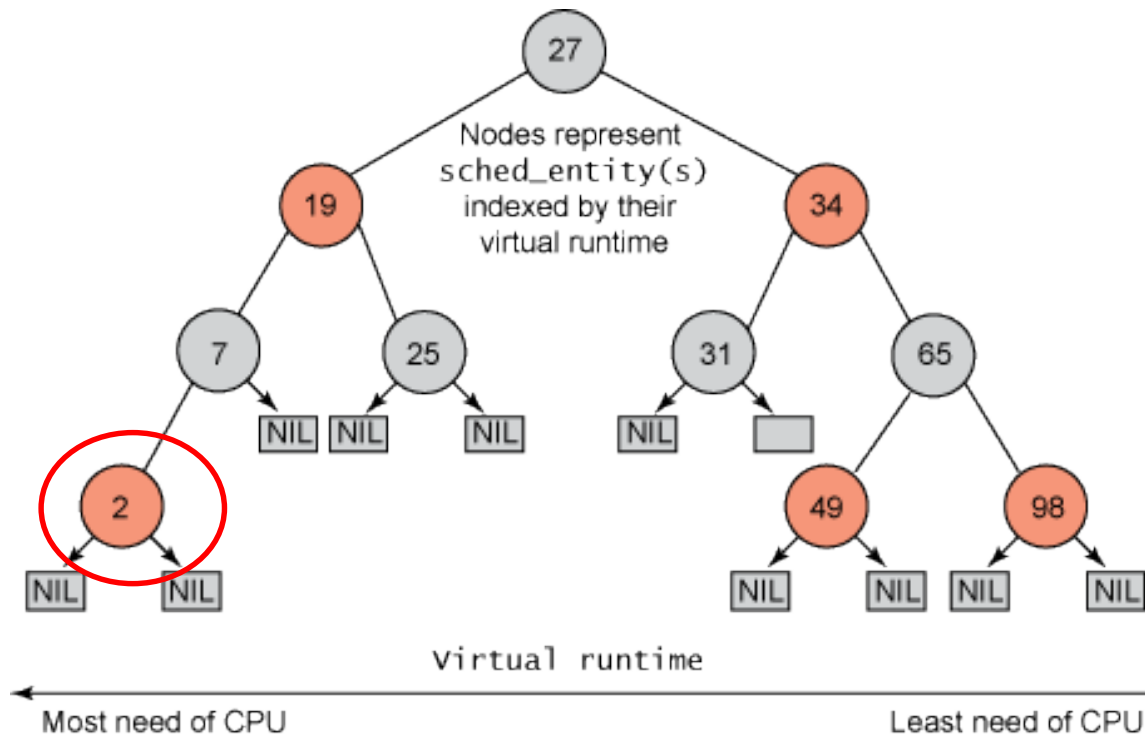 27
Nodes represent
sched_entity(s)
indexed by their
virtual runtime
19
34
7
25
31
65
NIL
NIL
NIL
NIL
2
49
98
NIL
NIL
NIL
NIL
NIL
NIL
Virtual runtime
Most need of CPU
Least need of CPU